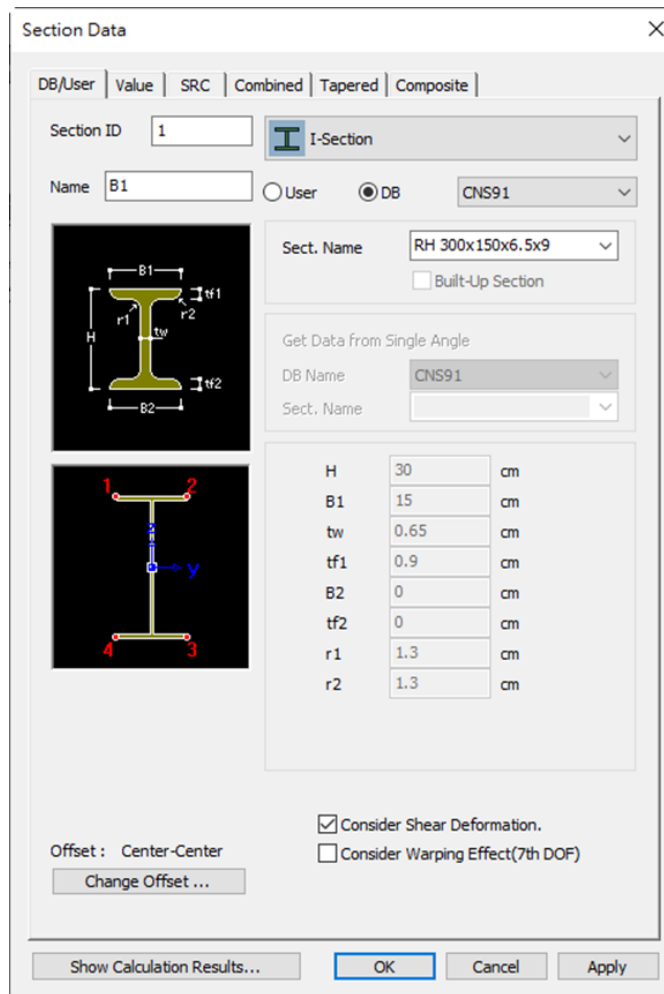 Section Data
DB/User Value SRC Combined Tapered Composite
Section ID 1 I-Section
Name B1 User DB CNS91
Sect. Name RH 300x150x6.5x9
Built-Up Section
B1
tf1
r1 r2
H tw
tf2
B2
Get Data from Single Angle
DB Name CNS91
Sect. Name
1 2
z
y
4 3
H 30 cm
B1 15 cm
tw 0.65 cm
tf1 0.9 cm
B2 0 cm
tf2 0 cm
r1 1.3 cm
r2 1.3 cm
Consider Shear Deformation.
Offset : Center-Center Consider Warping Effect(7th DOF)
Change Offset ...
Show Calculation Results... OK Cancel Apply